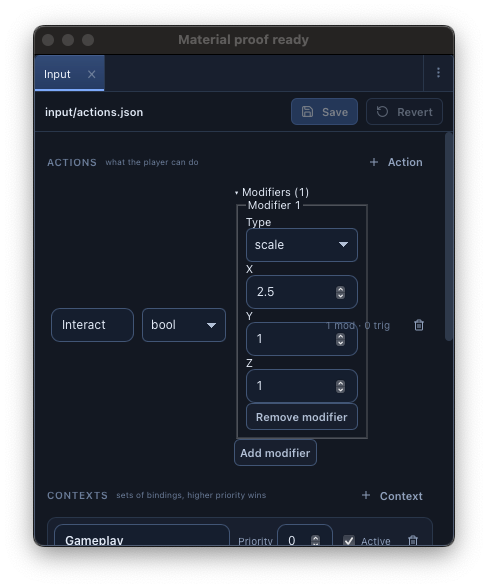 Material proof ready
Input
input/actions.json
Save
Revert
ACTIONS what the player can do
+ Action
Modifiers (1)
Modifier 1
Type
scale
X
2.5
Interact
bool
Y
1
1 mod · 0 trig
Z
1
Remove modifier
Add modifier
CONTEXTS sets of bindings, higher priority wins
+ Context
Gameplay
Priority
0
Active